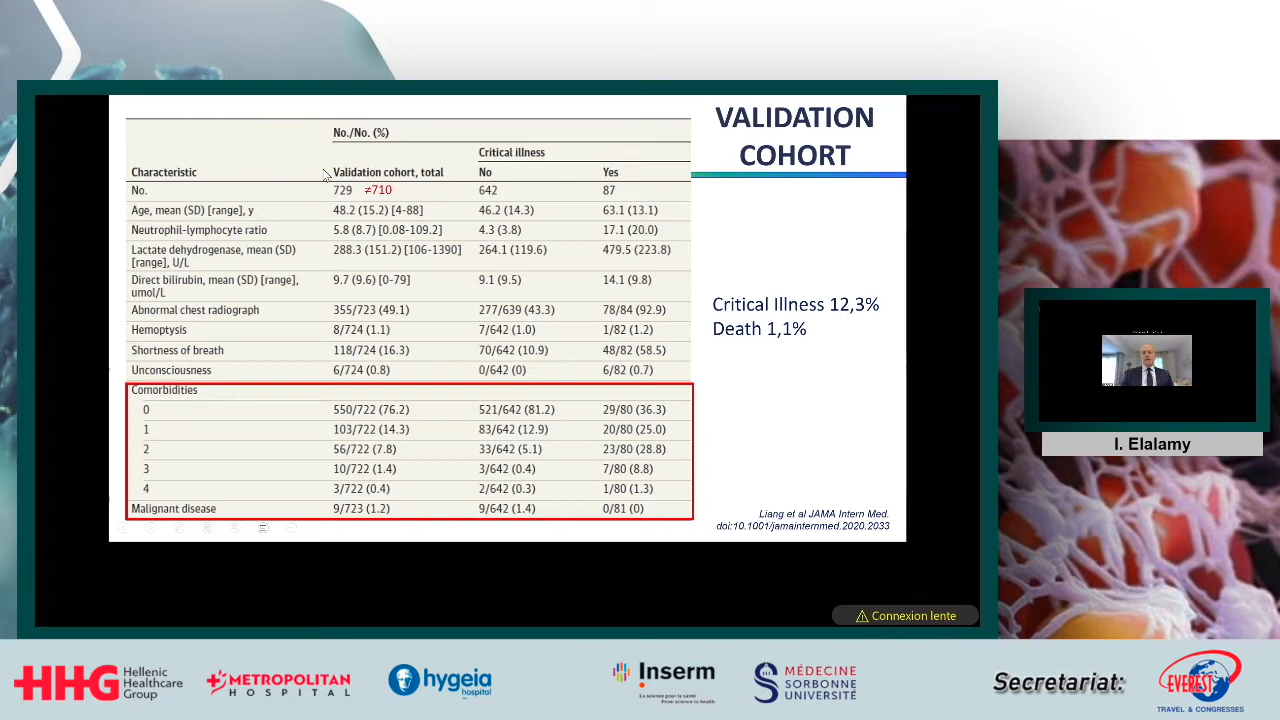 VALIDATION
COHORT
No./No. (%)
Critical illness
Characteristic Validation cohort, total No Yes
No. 729 ≠710 642 87
Age, mean (SD) [range], y 48.2 (15.2) [4-88] 46.2 (14.3) 63.1 (13.1)
Neutrophil-lymphocyte ratio 5.8 (8.7) [0.08-109.2] 4.3 (3.8) 17.1 (20.0)
Lactate dehydrogenase, mean (SD) 288.3 (151.2) [106-1390] 264.1 (119.6) 479.5 (223.8)
[range], U/L
Direct bilirubin, mean (SD) [range], 9.7 (9.6) [0-79] 9.1 (9.5) 14.1 (9.8)
umol/L
Abnormal chest radiograph 355/723 (49.1) 277/639 (43.3) 78/84 (92.9)
Hemoptysis 8/724 (1.1) 7/642 (1.0) 1/82 (1.2)
Shortness of breath 118/724 (16.3) 70/642 (10.9) 48/82 (58.5)
Unconsciousness 6/724 (0.8) 0/642 (0) 6/82 (0.7)
Comorbidities
0 550/722 (76.2) 521/642 (81.2) 29/80 (36.3)
1 103/722 (14.3) 83/642 (12.9) 20/80 (25.0)
2 56/722 (7.8) 33/642 (5.1) 23/80 (28.8)
3 10/722 (1.4) 3/642 (0.4) 7/80 (8.8)
4 3/722 (0.4) 2/642 (0.3) 1/80 (1.3)
Malignant disease 9/723 (1.2) 9/642 (1.4) 0/81 (0)
Critical Illness 12,3%
Death 1,1%
Liang et al JAMA Intern Med.
doi:10.1001/jamainternmed.2020.2033
I. Elalamy
Connexion lente
HHG Hellenic
Healthcare
Group
METROPOLITAN
HOSPITAL
hygeia
hospital
Inserm
La science pour la santé
From science to health
MÉDECINE
SORBONNE
UNIVERSITÉ
Secretariat:
EVEREST
TRAVEL & CONGRESSES